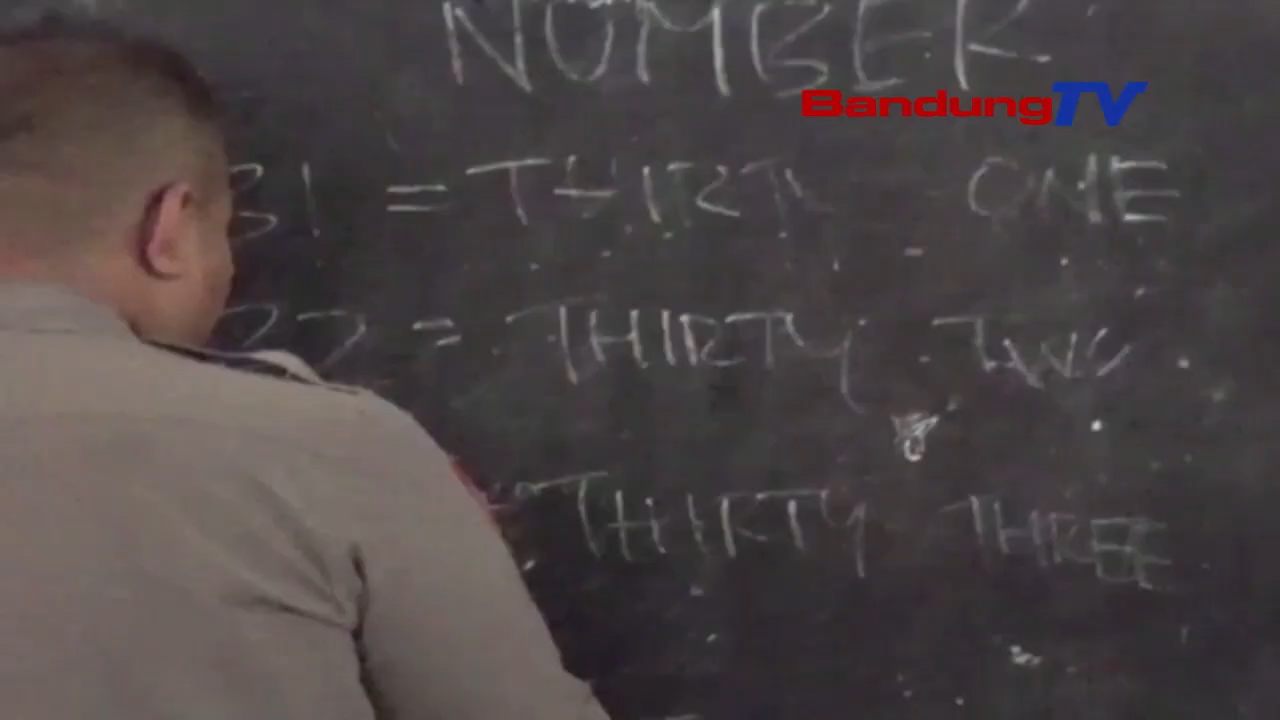 NUMBER
BandungTV
31 = THIRTY ONE
32 = THIRTY TWO
THIRTY THREE